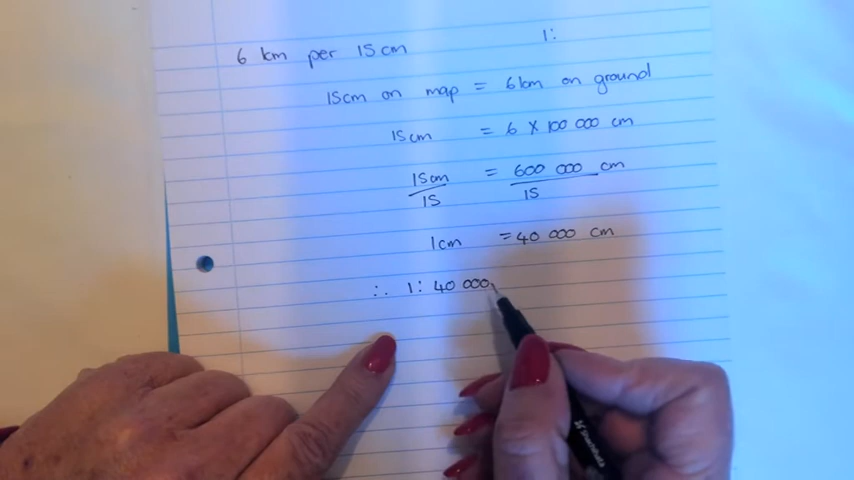 6 km per 15 cm 1:
15cm on map = 6km on ground
15cm = 6 X 100 000 cm
15cm = 600 000 cm
15 15
1cm = 40 000 cm
∴ 1: 40 000